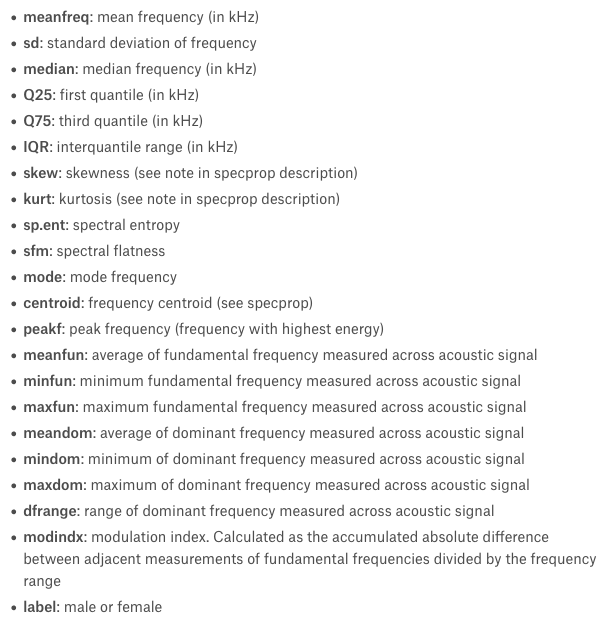 • meanfreq: mean frequency (in kHz)
• sd: standard deviation of frequency
• median: median frequency (in kHz)
• Q25: first quantile (in kHz)
• Q75: third quantile (in kHz)
• IQR: interquantile range (in kHz)
• skew: skewness (see note in specprop description)
• kurt: kurtosis (see note in specprop description)
• sp.ent: spectral entropy
• sfm: spectral flatness
• mode: mode frequency
• centroid: frequency centroid (see specprop)
• peakf: peak frequency (frequency with highest energy)
• meanfun: average of fundamental frequency measured across acoustic signal
• minfun: minimum fundamental frequency measured across acoustic signal
• maxfun: maximum fundamental frequency measured across acoustic signal
• meandom: average of dominant frequency measured across acoustic signal
• mindom: minimum of dominant frequency measured across acoustic signal
• maxdom: maximum of dominant frequency measured across acoustic signal
• dfrange: range of dominant frequency measured across acoustic signal
• modindx: modulation index. Calculated as the accumulated absolute difference
between adjacent measurements of fundamental frequencies divided by the frequency
range
• label: male or female